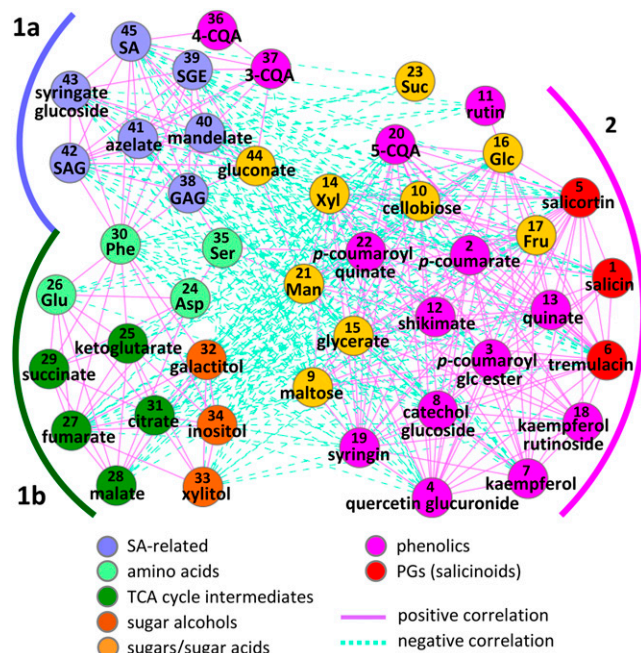 1a
36
4-CQA
45
SA
39
SGE
37
3-CQA
23
Suc
43
syringate
glucoside
11
rutin
2
41
azelate
40
mandelate
20
5-CQA
16
Glc
42
SAG
44
gluconate
38
GAG
14
Xyl
10
cellobiose
5
salicortin
30
Phe
35
Ser
22
p-coumaroyl
quinate
2
p-coumarate
17
Fru
1
salicin
26
Glu
24
Asp
21
Man
13
quinate
12
shikimate
25
ketoglutarate
15
glycerate
29
succinate
32
galactitol
3
p-coumaroyl
glc ester
6
tremulacin
9
maltose
27
fumarate
31
citrate
34
inositol
8
catechol
glucoside
18
kaempferol
rutinoside
19
syringin
28
malate
33
xylitol
4
quercetin glucuronide
7
kaempferol
1b
SA-related
amino acids
TCA cycle intermediates
sugar alcohols
sugars/sugar acids
phenolics
PGs (salicinoids)
positive correlation
negative correlation